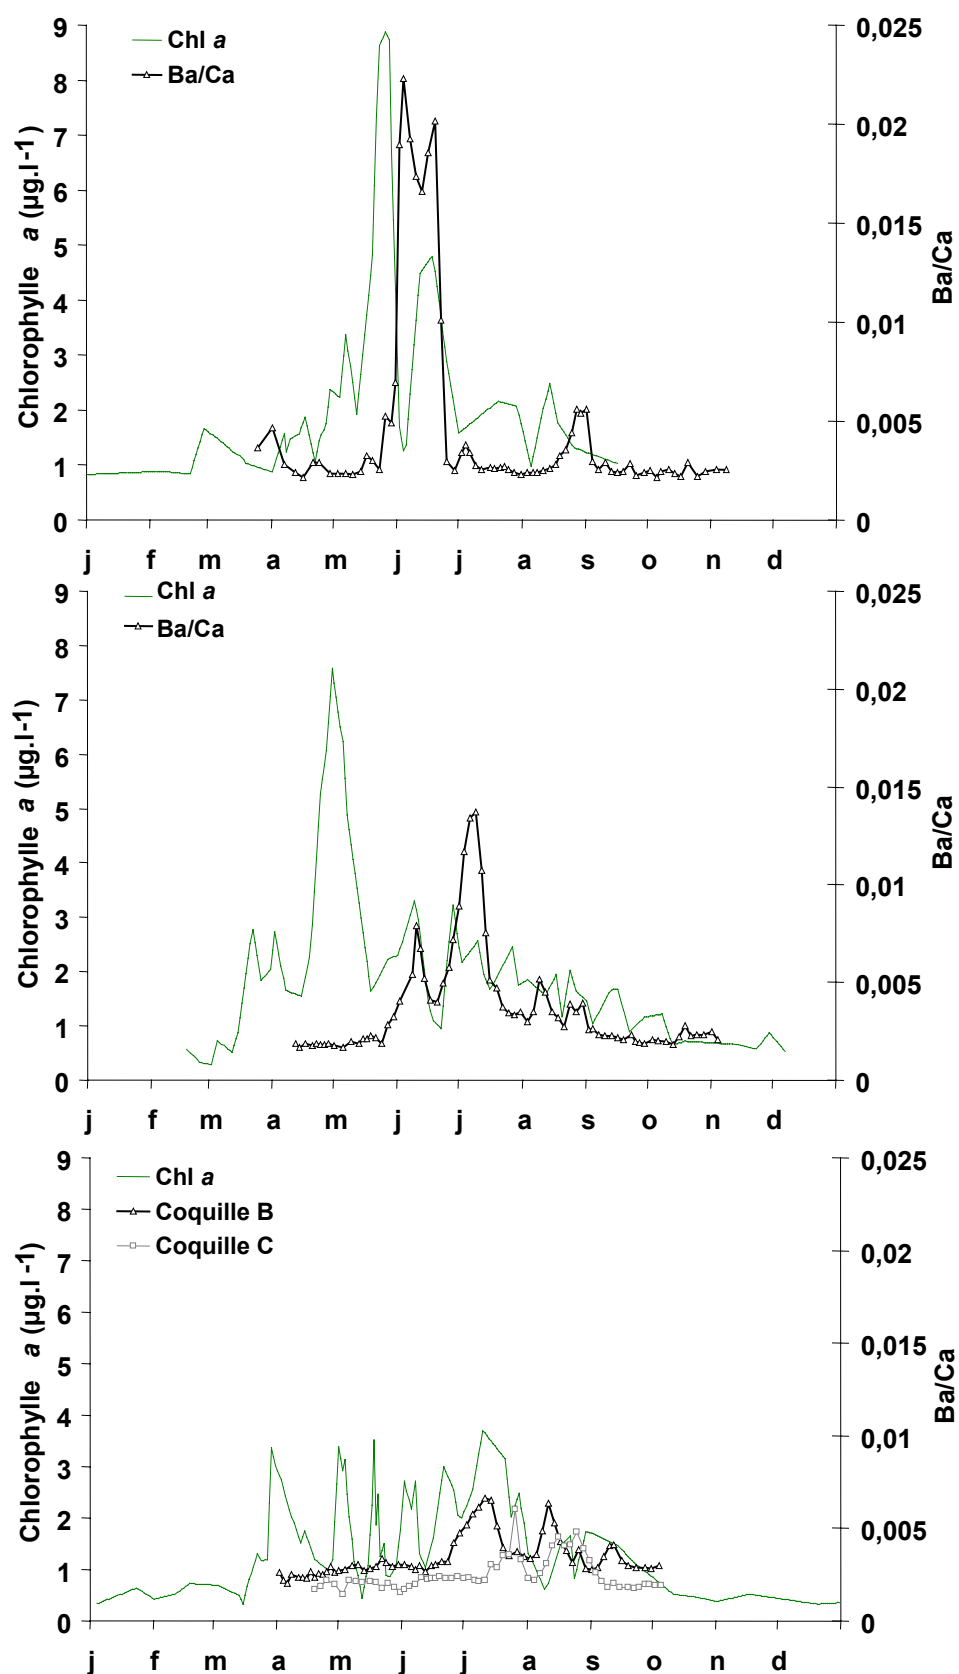 9 0,025
Chl a
Ba/Ca
8
0,02
7
6
0,015
5
4
0,01
3
2
0,005
1
0 0
Chlorophylle a (µg.l-1)
Ba/Ca
j f m a m j j a s o n d
9 0,025
Chl a
Ba/Ca
8
0,02
7
6
0,015
5
4
0,01
3
2
0,005
1
0 0
Chlorophylle a (µg.l-1)
Ba/Ca
j f m a m j j a s o n d
9 0,025
Chl a
Coquille B
Coquille C
8
0,02
7
6
0,015
5
4
0,01
3
2
0,005
1
0 0
Chlorophylle a (µg.l-1)
Ba/Ca
j f m a m j j a s o n d